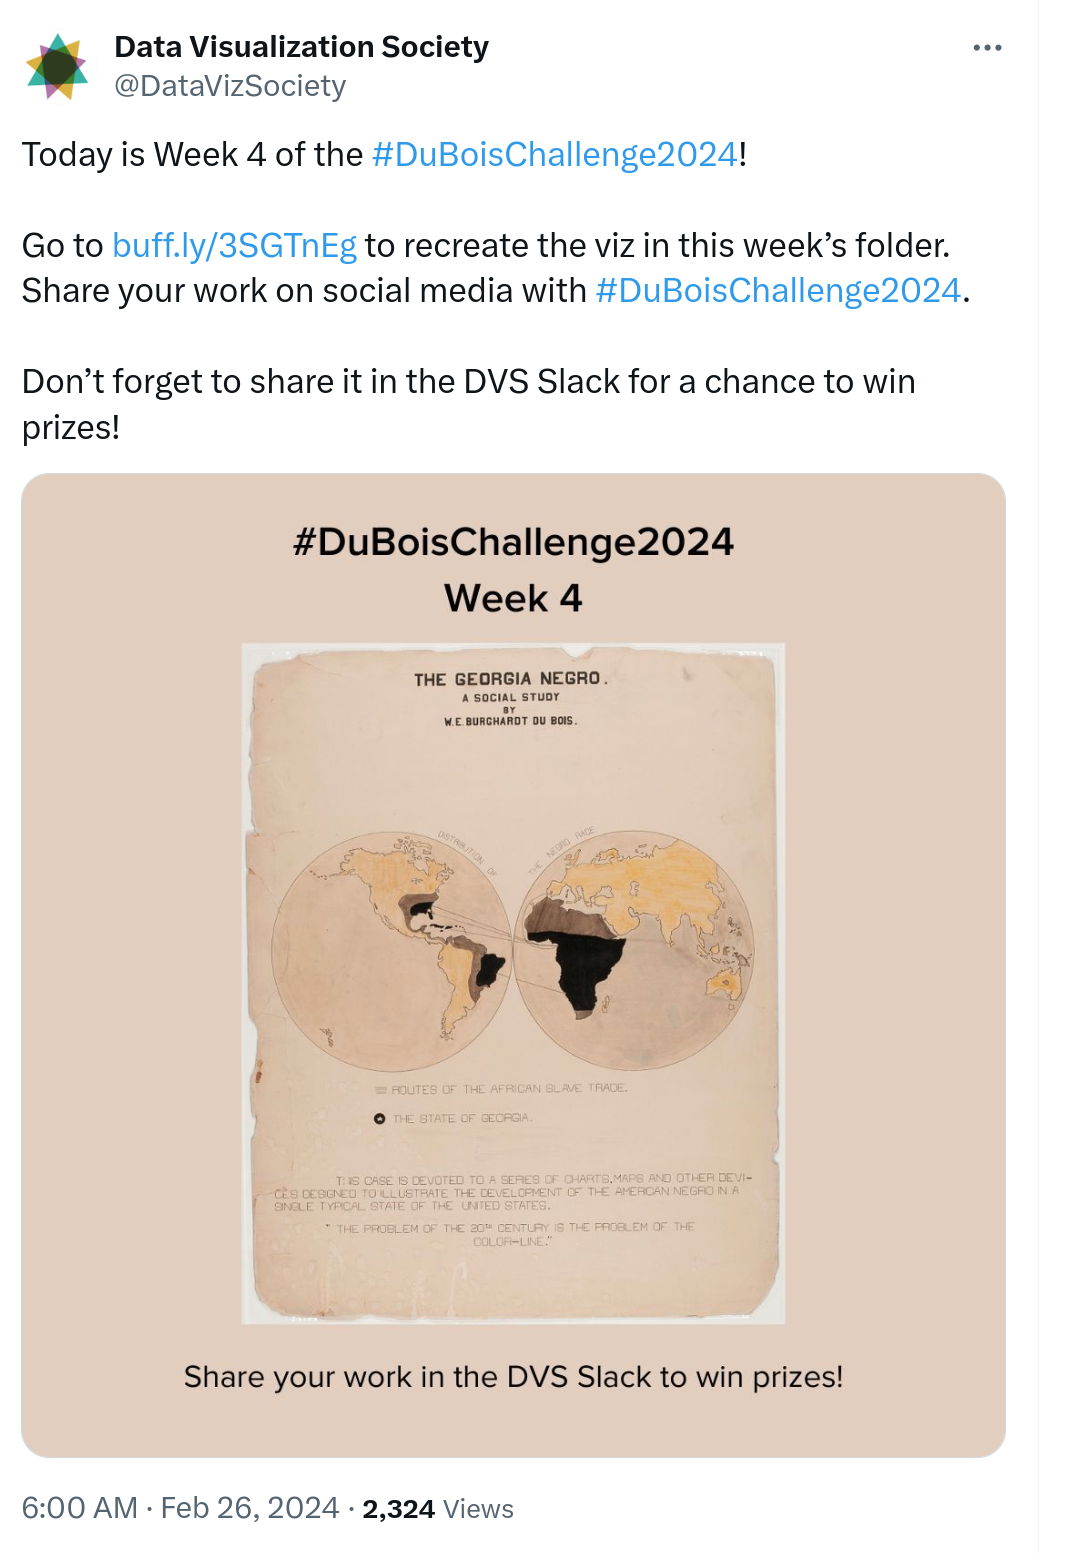 Data Visualization Society
@DataVizSociety
Today is Week 4 of the #DuBoisChallenge2024!
Go to buff.ly/3SGTnEg to recreate the viz in this week’s folder.
Share your work on social media with #DuBoisChallenge2024.
Don’t forget to share it in the DVS Slack for a chance to win
prizes!
#DuBoisChallenge2024
Week 4
THE GEORGIA NEGRO.
A SOCIAL STUDY
BY
W.E.BURGHARDT DU BOIS.
DISTRIBUTION OF THE NEGRO RACE
ROUTES OF THE AFRICAN SLAVE TRADE.
THE STATE OF GEORGIA.
THIS CASE IS DEVOTED TO A SERIES OF CHARTS, MAPS AND OTHER DEVI-
CES DESIGNED TO ILLUSTRATE THE DEVELOPMENT OF THE AMERICAN NEGRO IN A
SINGLE TYPICAL STATE OF THE UNITED STATES.
"THE PROBLEM OF THE 20TH CENTURY IS THE PROBLEM OF THE
COLOR-LINE."
Share your work in the DVS Slack to win prizes!
6:00 AM · Feb 26, 2024 · 2,324 Views